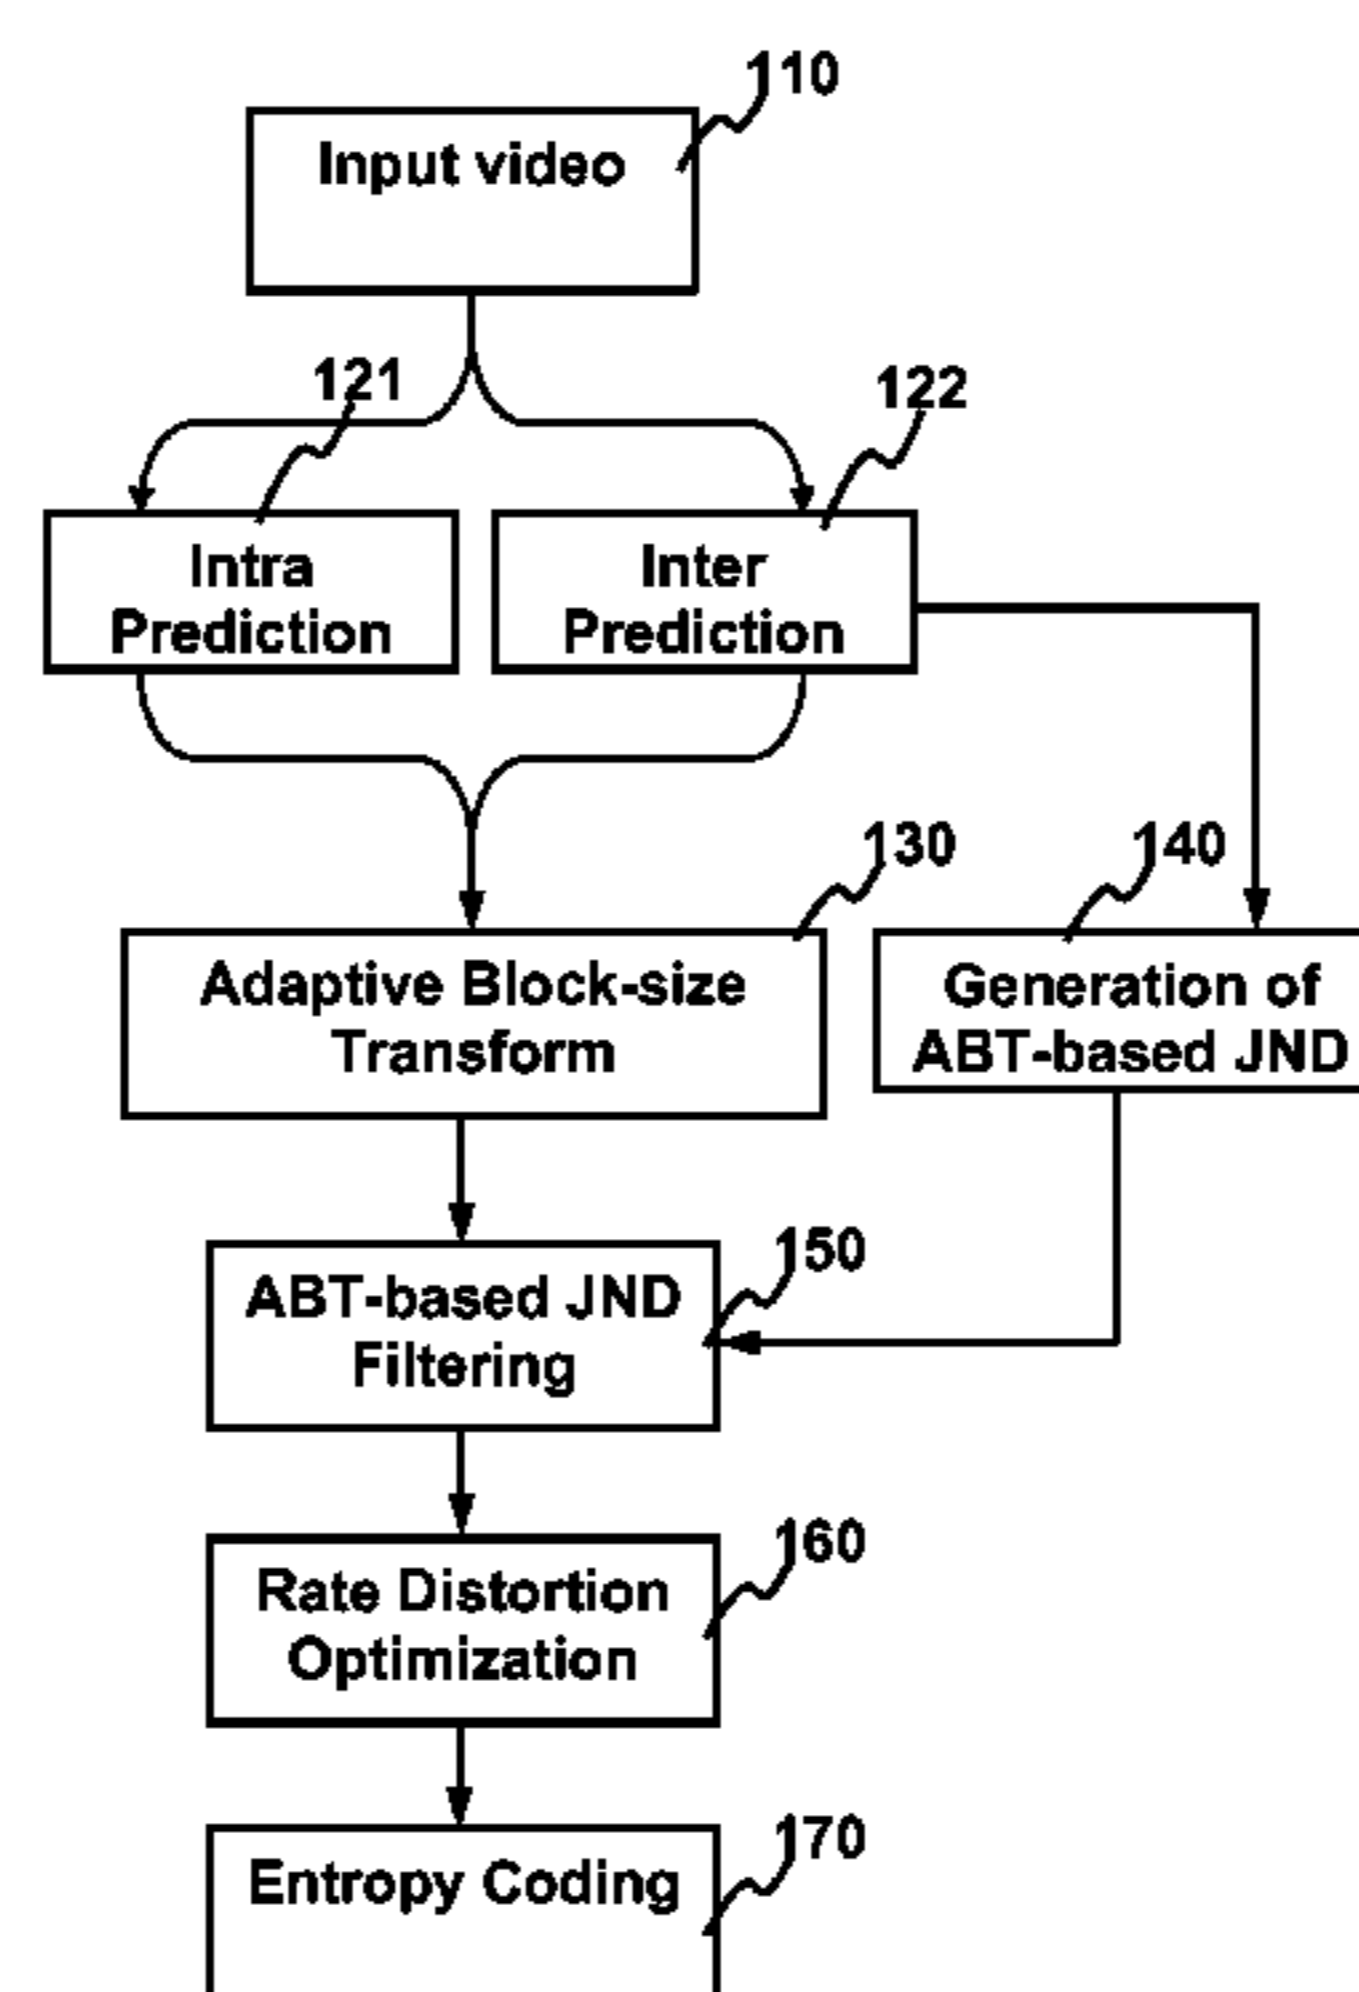 110
Input video
121
122
Intra
Prediction
Inter
Prediction
130
140
Adaptive Block-size
Transform
Generation of
ABT-based JND
150
ABT-based JND
Filtering
160
Rate Distortion
Optimization
170
Entropy Coding